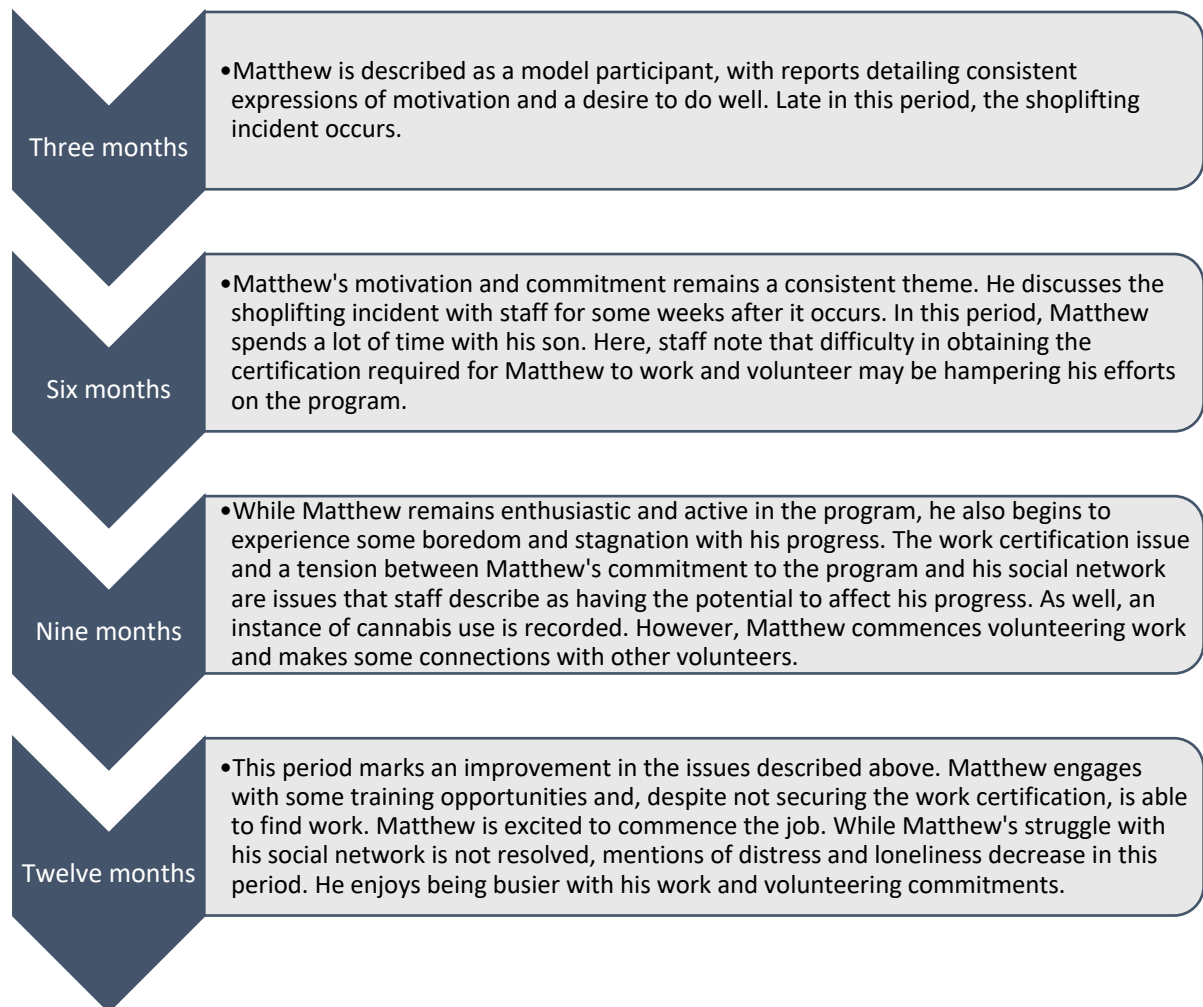 Three months
•Matthew is described as a model participant, with reports detailing consistent
expressions of motivation and a desire to do well. Late in this period, the shoplifting
incident occurs.
Six months
•Matthew's motivation and commitment remains a consistent theme. He discusses the
shoplifting incident with staff for some weeks after it occurs. In this period, Matthew
spends a lot of time with his son. Here, staff note that difficulty in obtaining the
certification required for Matthew to work and volunteer may be hampering his efforts
on the program.
Nine months
•While Matthew remains enthusiastic and active in the program, he also begins to
experience some boredom and stagnation with his progress. The work certification issue
and a tension between Matthew's commitment to the program and his social network
are issues that staff describe as having the potential to affect his progress. As well, an
instance of cannabis use is recorded. However, Matthew commences volunteering work
and makes some connections with other volunteers.
Twelve months
•This period marks an improvement in the issues described above. Matthew engages
with some training opportunities and, despite not securing the work certification, is able
to find work. Matthew is excited to commence the job. While Matthew's struggle with
his social network is not resolved, mentions of distress and loneliness decrease in this
period. He enjoys being busier with his work and volunteering commitments.